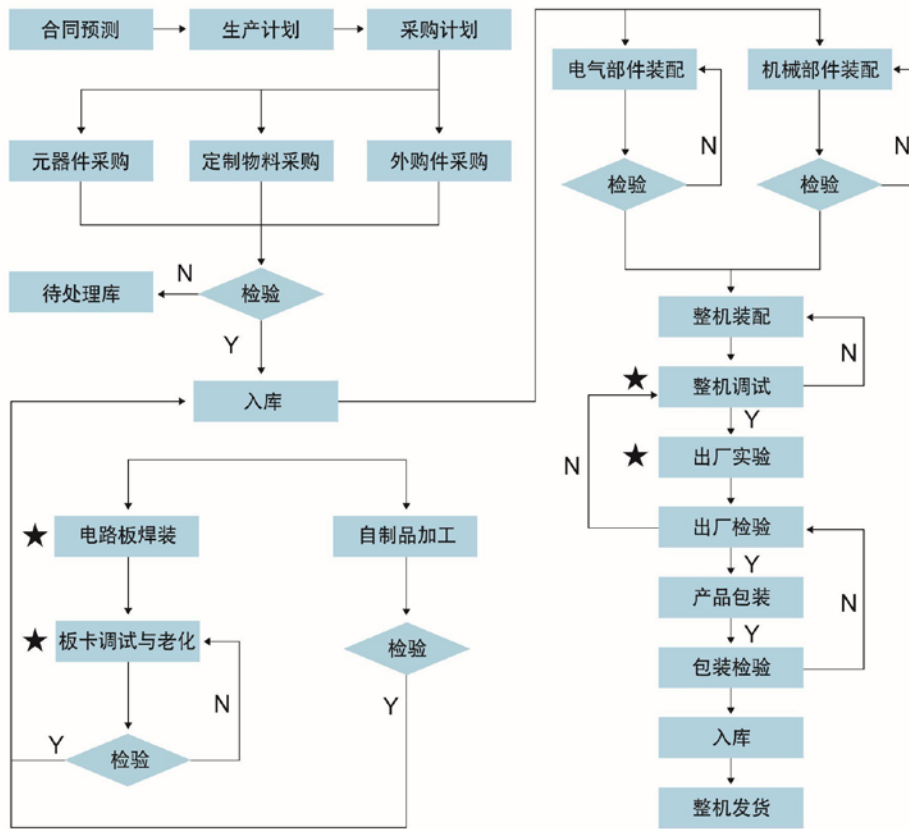 合同预测
生产计划
采购计划
元器件采购
定制物料采购
外购件采购
待处理库
N
检验
Y
入库
电路板焊装
自制品加工
板卡调试与老化
检验
N
Y
Y
检验
电气部件装配
机械部件装配
N
N
检验
检验
整机装配
N
整机调试
Y
N
出厂实验
出厂检验
Y
产品包装
N
Y
包装检验
入库
整机发货